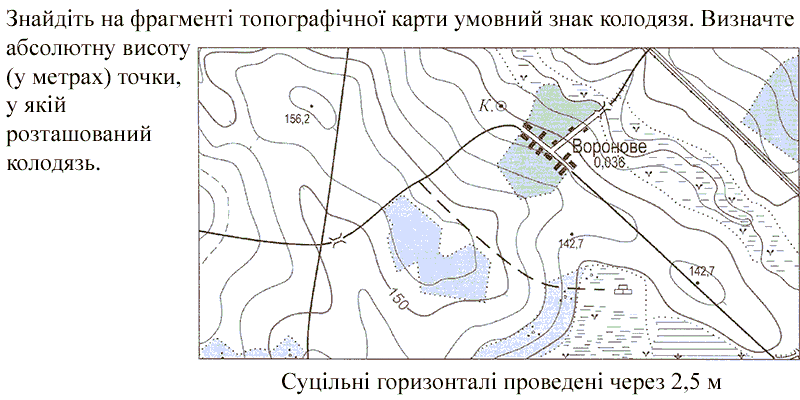 Знайдіть на фрагменті топографічної карти умовний знак колодязя. Визначте
абсолютну висоту
(у метрах) точки,
у якій
розташований
колодязь.
К.
156,2
Воронове
0,036
142,7
142,7
150
Суцільні горизонталі проведені через 2,5 м